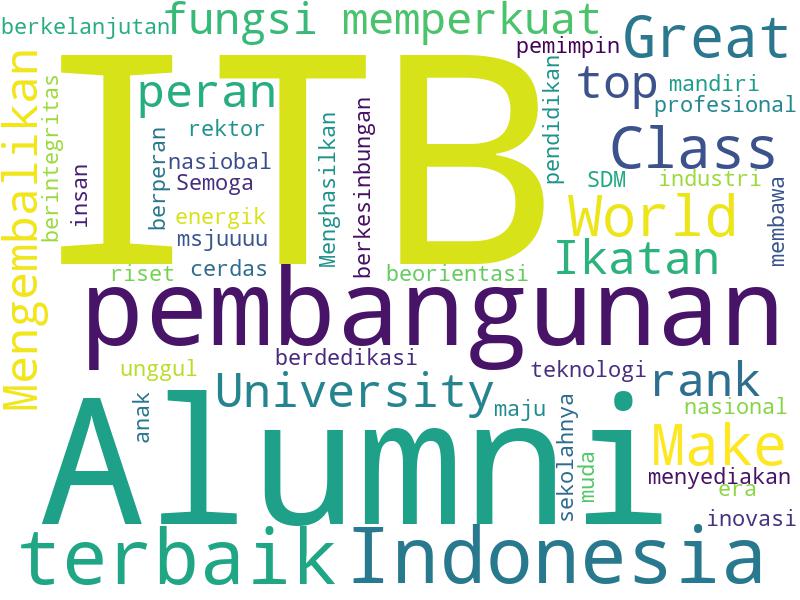 berkelanjutan
fungsi
memperkuat
pemimpin
Great
Mengembalikan
berintegritas
ITB
peran
rektor
nasiobal
Semoga
insan
berperan
energik
msjuuuu
riset
cerdas
Menghasilkan
berkesinbungan
beorientasi
pendidikan
top
mandiri
profesional
Class
SDM
industri
World
membawa
Ikatan
pembangunan
berdedikasi
unggul
University
teknologi
rank
anak
maju
sekolahnya
muda
nasional
Make
menyediakan
era
inovasi
Alumni
terbaik
Indonesia